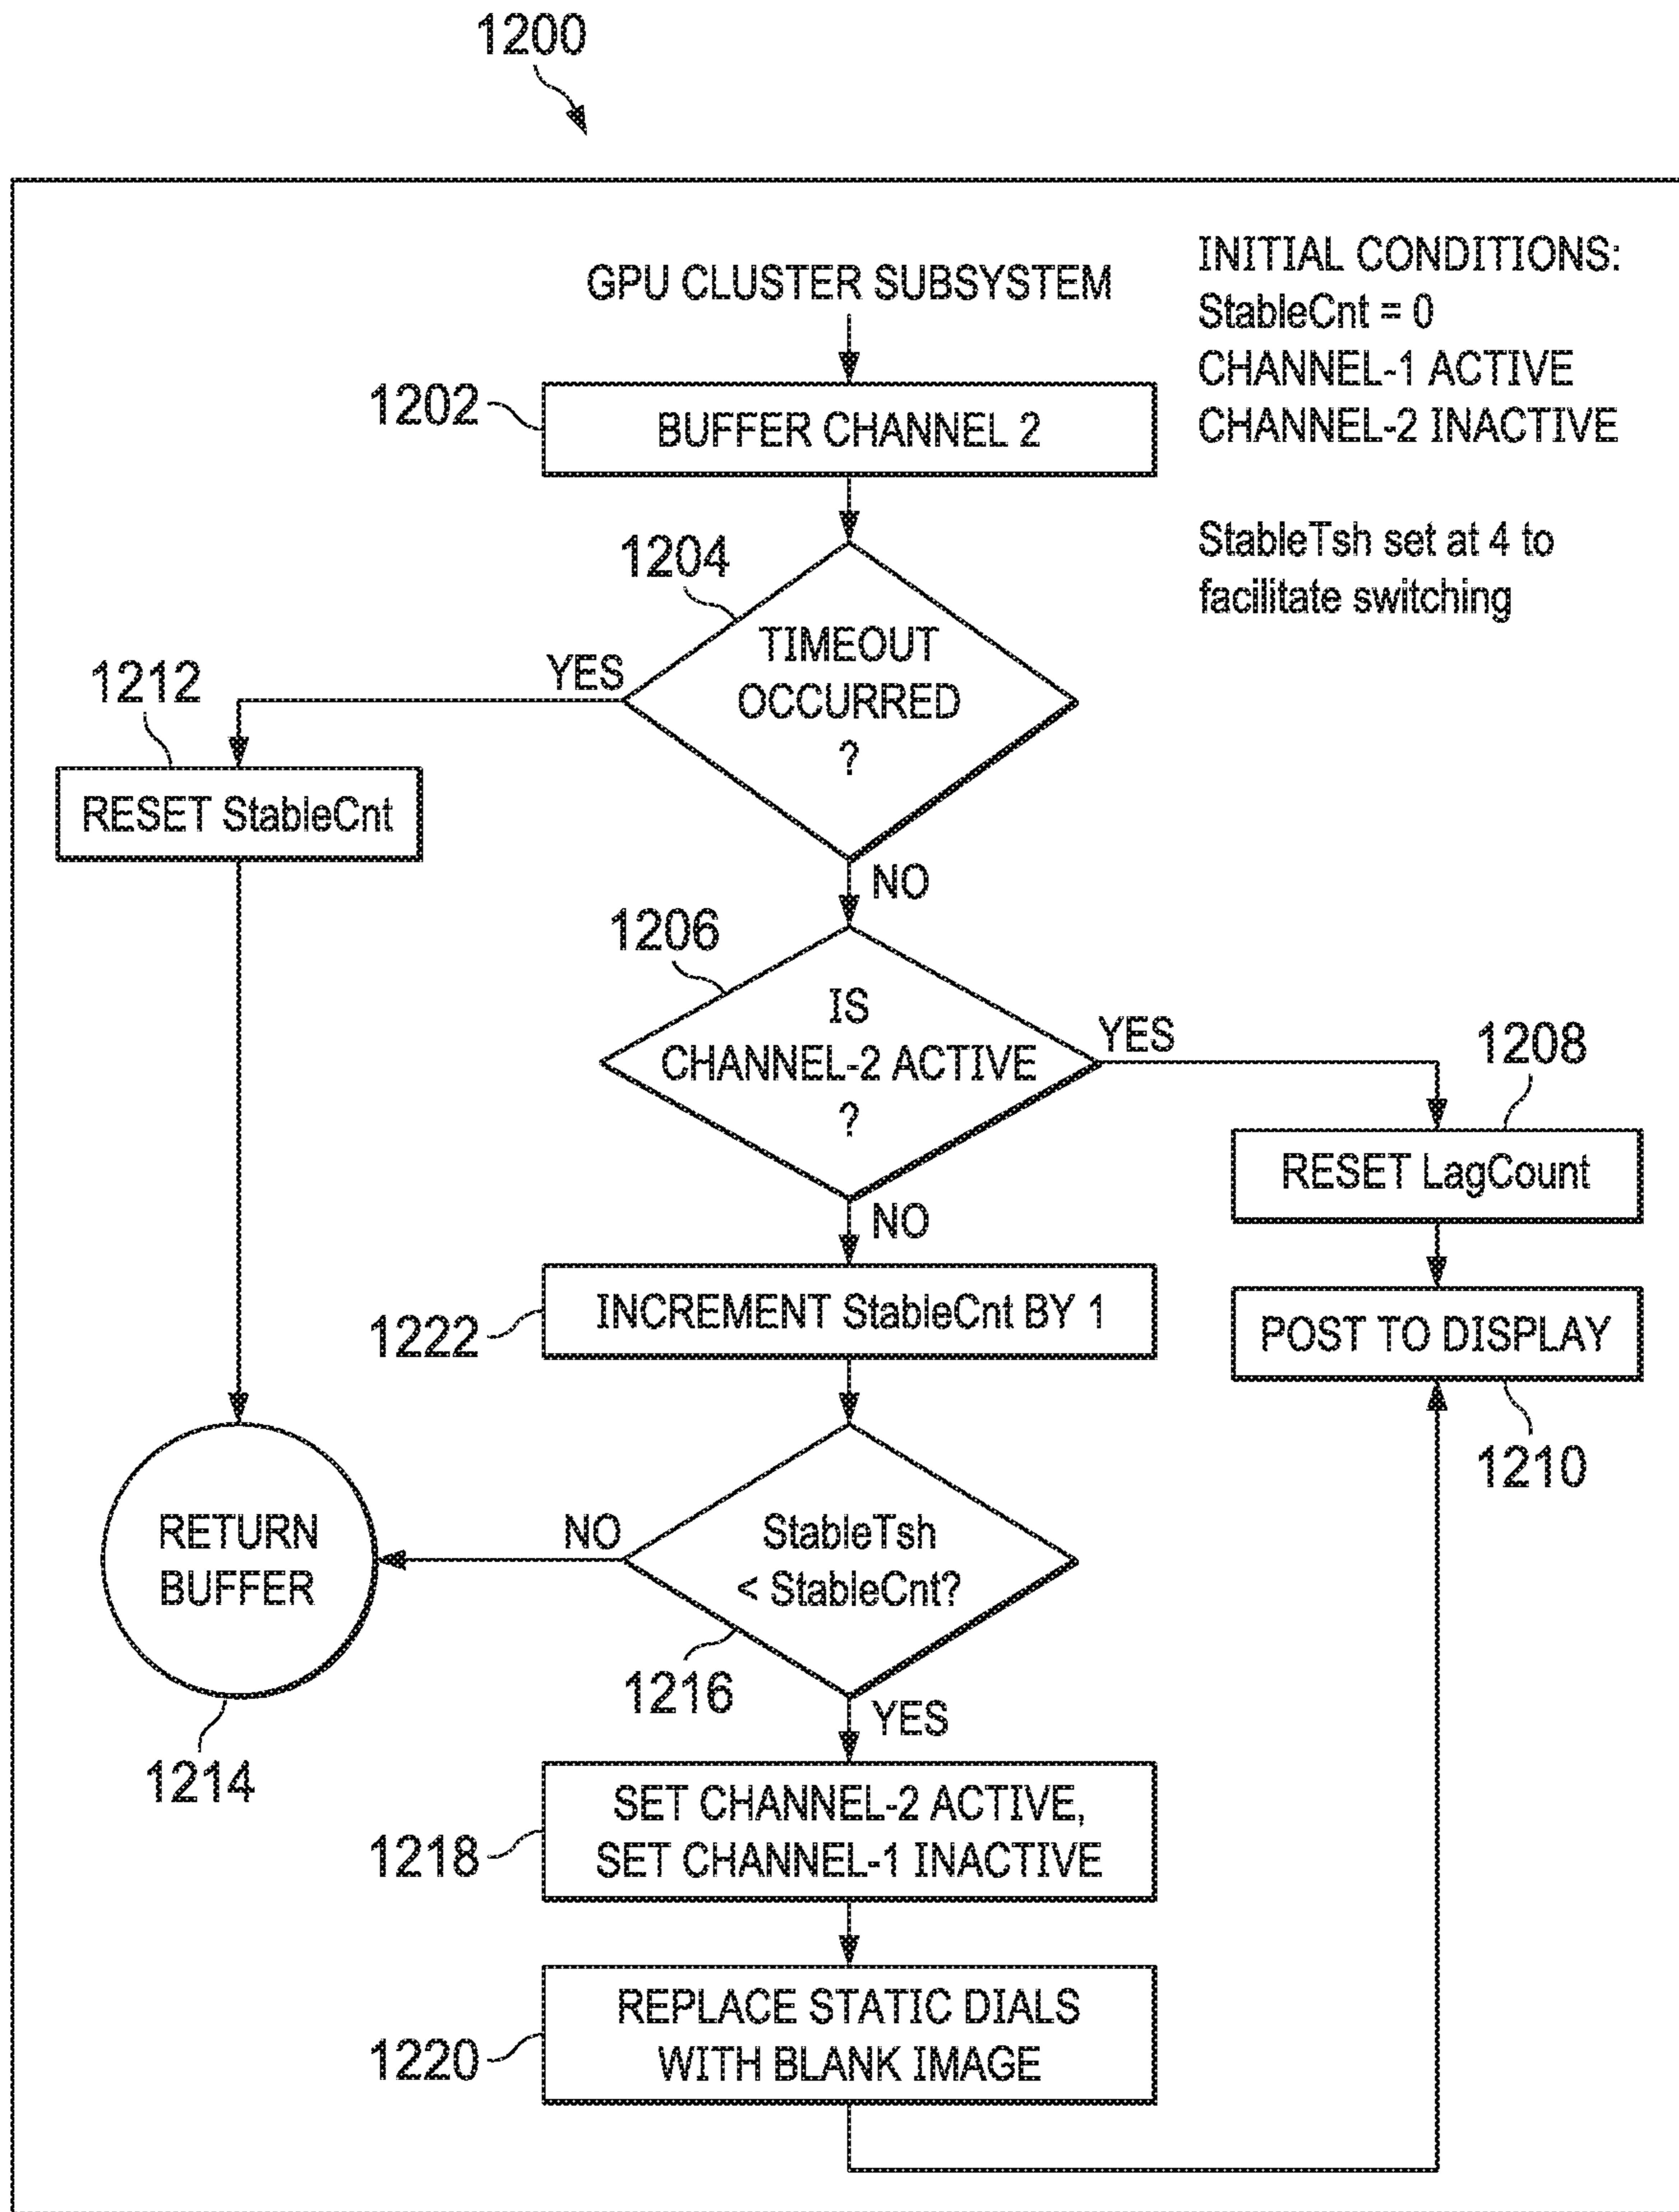 1200
GPU CLUSTER SUBSYSTEM
INITIAL CONDITIONS:
StableCnt = 0
CHANNEL-1 ACTIVE
CHANNEL-2 INACTIVE
StableTsh set at 4 to
facilitate switching
1202
BUFFER CHANNEL 2
1204
TIMEOUT
OCCURRED
?
YES
NO
1212
RESET StableCnt
1206
IS
CHANNEL-2 ACTIVE
?
YES
NO
1208
RESET LagCount
POST TO DISPLAY
1210
1222
INCREMENT StableCnt BY 1
StableTsh
< StableCnt?
NO
YES
1216
RETURN
BUFFER
1214
1218
SET CHANNEL-2 ACTIVE,
SET CHANNEL-1 INACTIVE
1220
REPLACE STATIC DIALS
WITH BLANK IMAGE